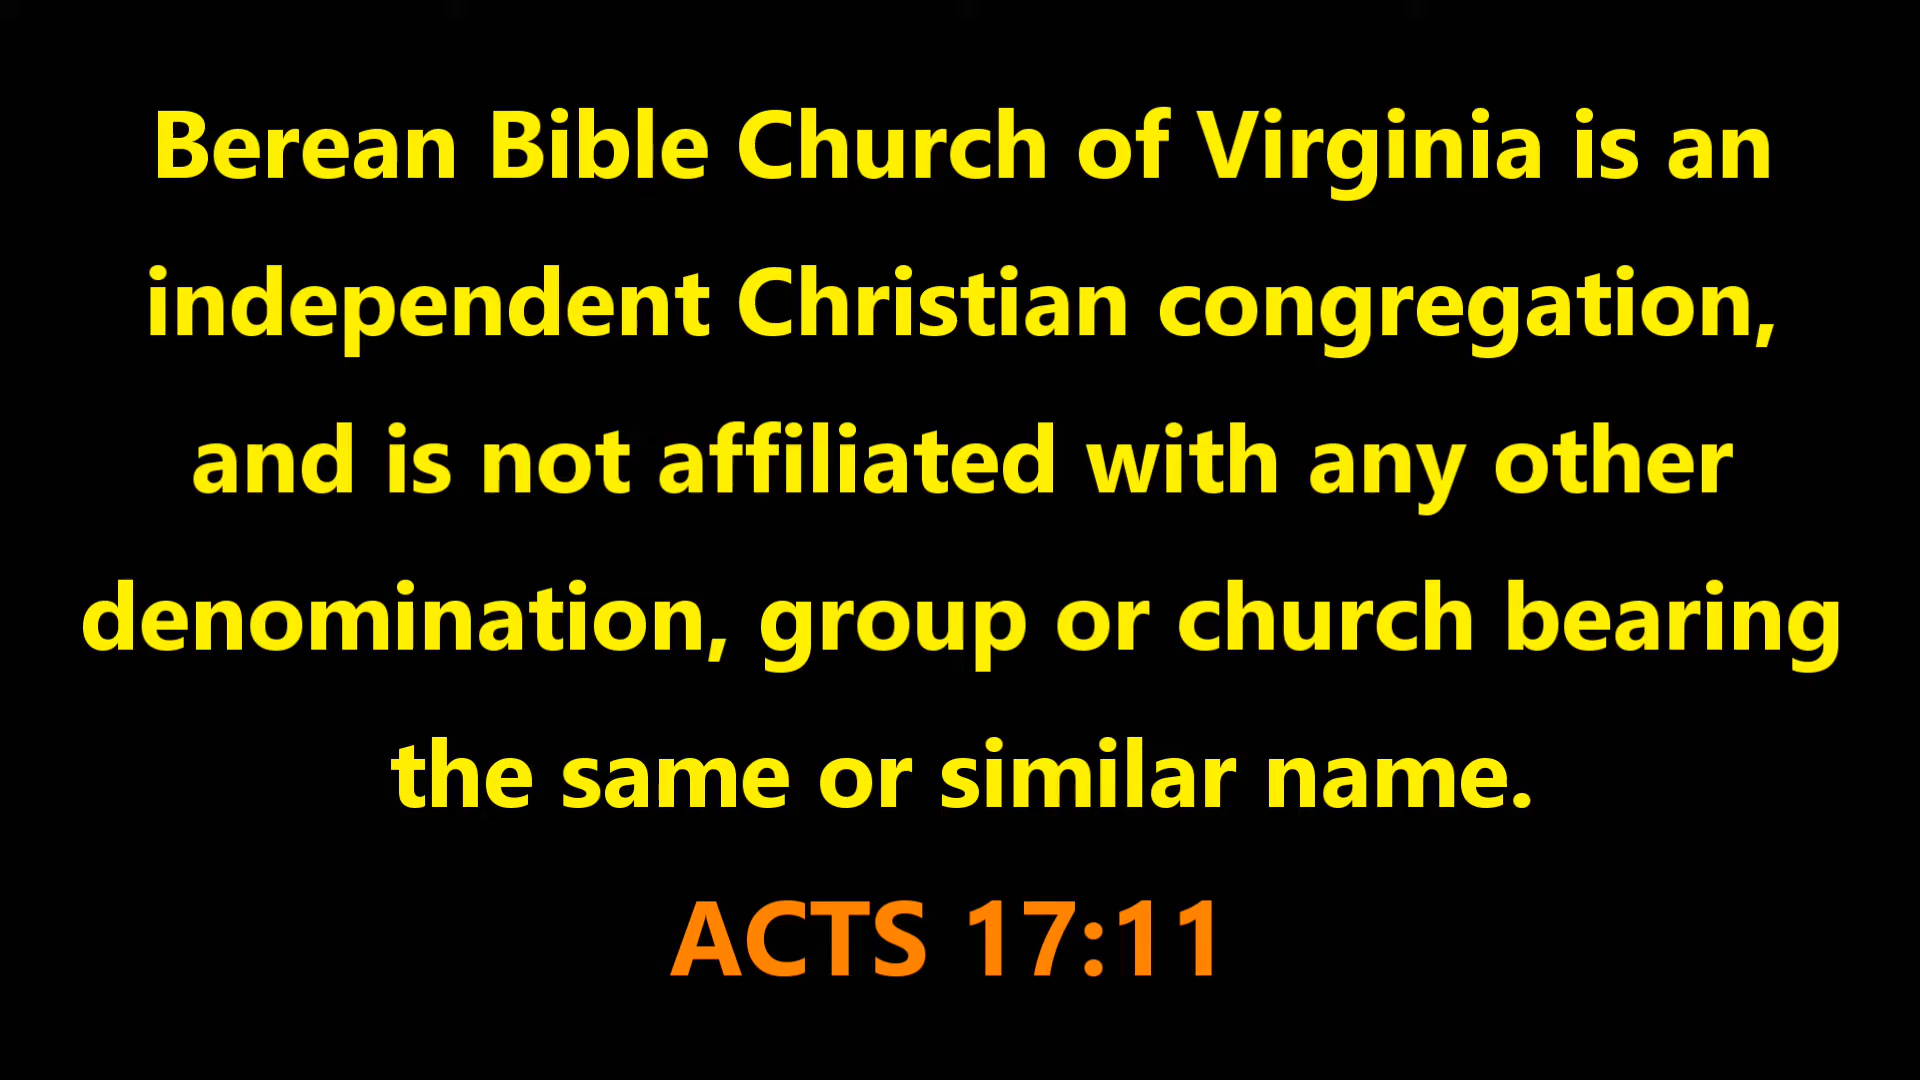 Berean Bible Church of Virginia is an
independent Christian congregation,
and is not affiliated with any other
denomination, group or church bearing
the same or similar name.
ACTS 17:11